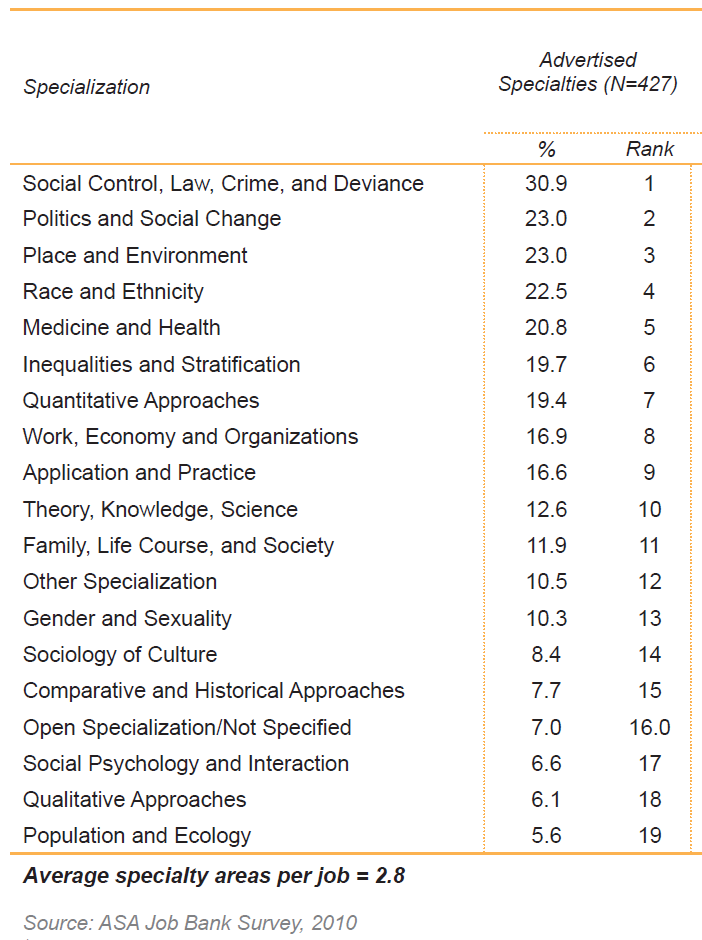 Advertised
Specialization Specialties (N=427)
% Rank
Social Control, Law, Crime, and Deviance 30.9 1
Politics and Social Change 23.0 2
Place and Environment 23.0 3
Race and Ethnicity 22.5 4
Medicine and Health 20.8 5
Inequalities and Stratification 19.7 6
Quantitative Approaches 19.4 7
Work, Economy and Organizations 16.9 8
Application and Practice 16.6 9
Theory, Knowledge, Science 12.6 10
Family, Life Course, and Society 11.9 11
Other Specialization 10.5 12
Gender and Sexuality 10.3 13
Sociology of Culture 8.4 14
Comparative and Historical Approaches 7.7 15
Open Specialization/Not Specified 7.0 16.0
Social Psychology and Interaction 6.6 17
Qualitative Approaches 6.1 18
Population and Ecology 5.6 19
Average specialty areas per job = 2.8
Source: ASA Job Bank Survey, 2010